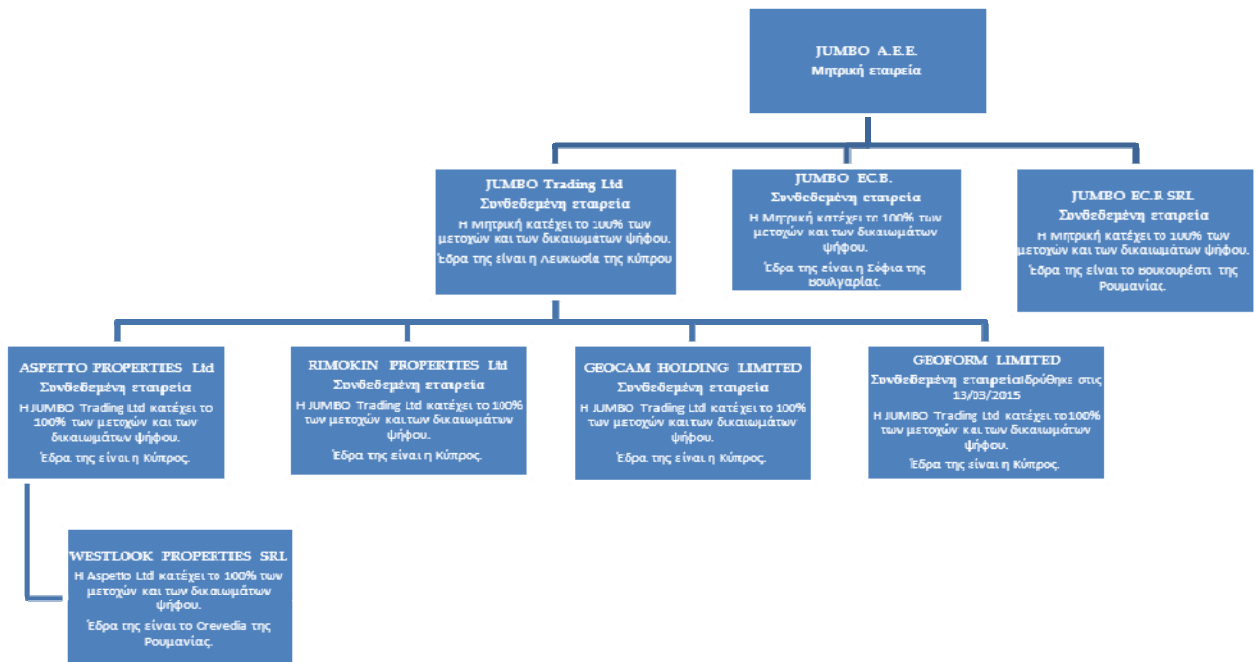 JUMBO A.E.E.
Μητρική εταιρεία
JUMBO Trading Ltd
Συνδεδεμένη εταιρεία
Η Μητρική κατέχει το 100% των
μετοχών και των δικαιωμάτων ψήφου.
Έδρα της είναι η Λευκωσία της Κύπρου
JUMBO EC.B.
Συνδεδεμένη εταιρεία
Η Μητρική κατέχει το 100% των
μετοχών και των δικαιωμάτων
ψήφου.
Έδρα της είναι η Σόφια της
Βουλγαρίας.
JUMBO EC.R SRL
Συνδεδεμένη εταιρεία
Η Μητρική κατέχει το 100% των
μετοχών και των δικαιωμάτων ψήφου.
Έδρα της είναι το Βουκουρέστι της
Ρουμανίας.
ASPETTO PROPERTIES Ltd
Συνδεδεμένη εταιρεία
Η JUMBO Trading Ltd κατέχει το
100% των μετοχών και των
δικαιωμάτων ψήφου.
Έδρα της είναι η Κύπρος.
RIMOKIN PROPERTIES Ltd
Συνδεδεμένη εταιρεία
Η JUMBO Trading Ltd κατέχει το 100%
των μετοχών και των δικαιωμάτων
ψήφου.
Έδρα της είναι η Κύπρος.
GEOCAM HOLDING LIMITED
Συνδεδεμένη εταιρεία
Η JUMBO Trading Ltd κατέχει το 100%
των μετοχών και των δικαιωμάτων
ψήφου.
Έδρα της είναι η Κύπρος.
GEOFORM LIMITED
Συνδεδεμένη εταιρείαΙδρύθηκε στις
13/03/2015
Η JUMBO Trading Ltd κατέχει το 100%
των μετοχών και των δικαιωμάτων
ψήφου.
Έδρα της είναι η Κύπρος.
WESTLOOK PROPERTIES SRL
Η Aspetto Ltd κατέχει το 100% των
μετοχών και των δικαιωμάτων
ψήφου.
Έδρα της είναι το Crevedia της
Ρουμανίας.